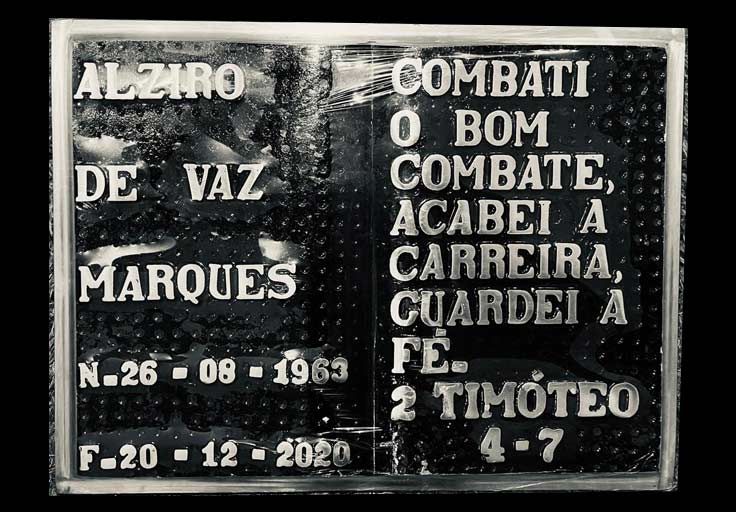 ALZIRO
DE VAZ
MARQUES
N.26 - 08 - 1963
F.20 - 12 - 2020
COMBATI
O BOM
COMBATE,
ACABEI A
CARREIRA,
GUARDEI A
FÉ.
2 TIMÓTEO
4-7